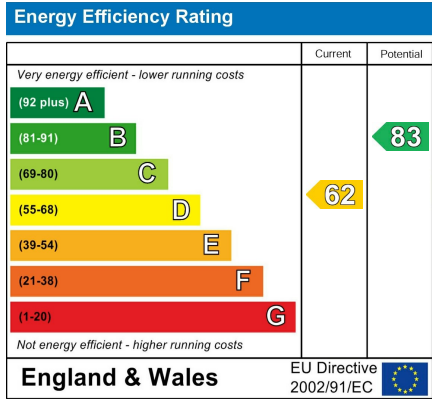 Energy Efficiency Rating
Current Potential
Very energy efficient - lower running costs
(92 plus) A
(81-91) B
83
(69-80) C
(55-68) D
62
(39-54) E
(21-38) F
(1-20) G
Not energy efficient - higher running costs
England & Wales
EU Directive
2002/91/EC